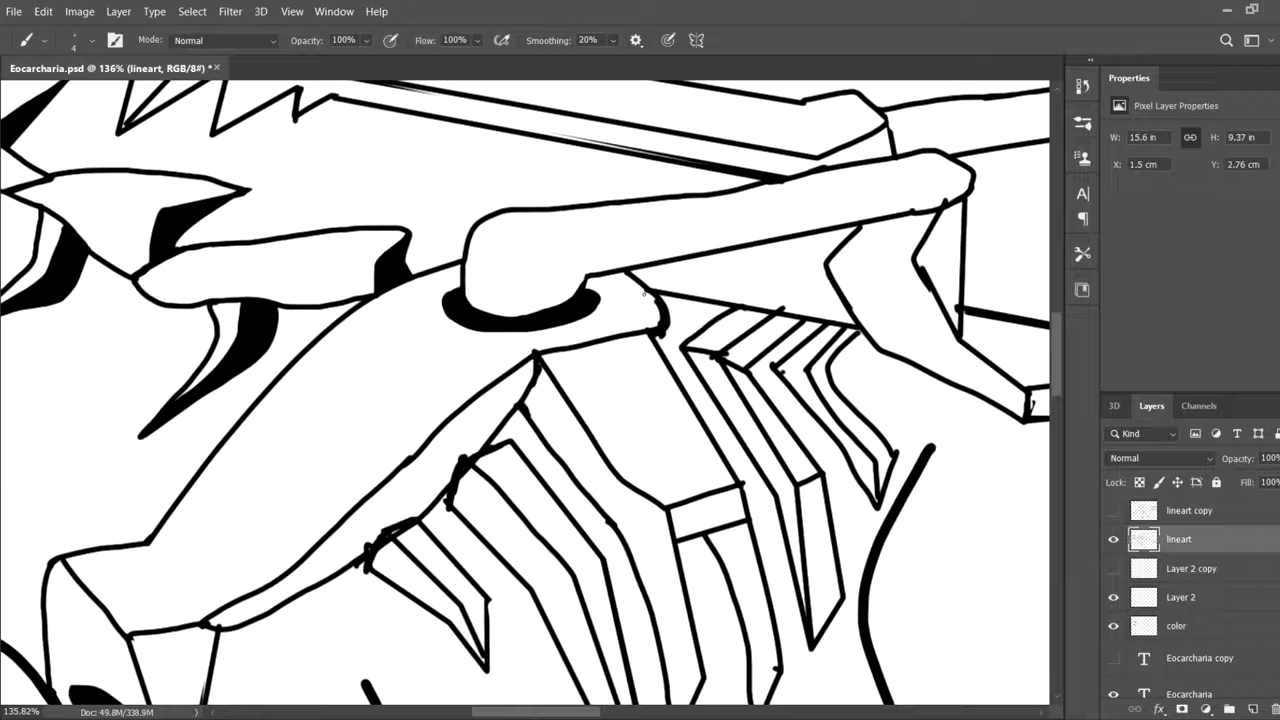 File Edit Image Layer Type Select Filter 3D View Window Help
4 Mode: Normal Opacity: 100% Flow: 100% Smoothing: 20%
Eocarcharia.psd @ 136% (lineart, RGB/8#) * ×
Properties
Pixel Layer Properties
W: 15.6 in H: 9.37 in
X: 1.5 cm Y: 2.76 cm
3D Layers Channels
Kind
Normal Opacity: 100%
Lock: Fill: 100%
lineart copy
lineart
Layer 2 copy
Layer 2
color
T Eocarcharia copy
T Eocarcharia
135.82% Doc: 49.8M/338.9M